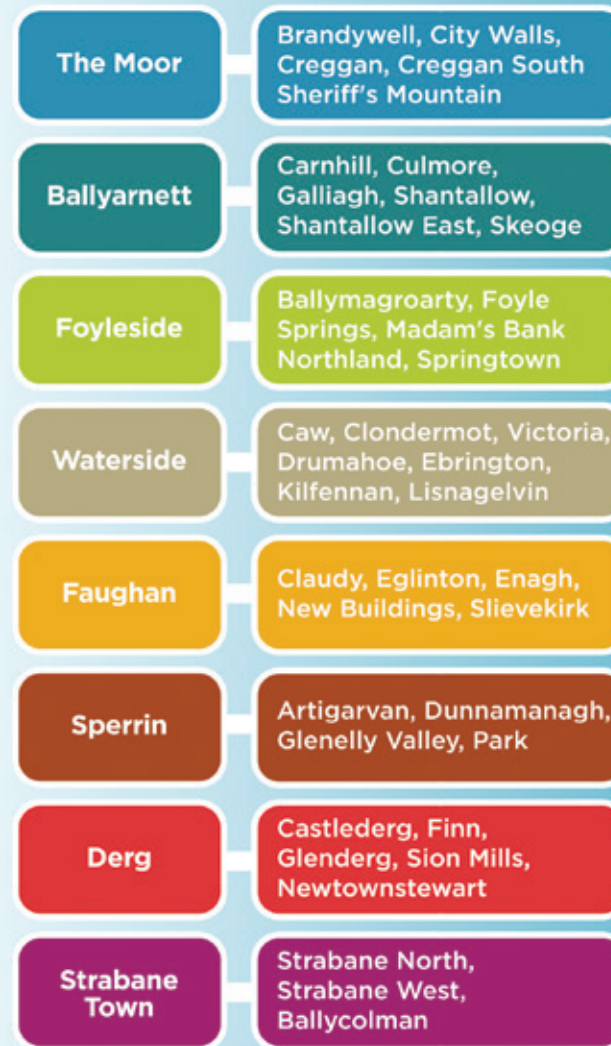 The Moor
Brandywell, City Walls,
Creggan, Creggan South
Sheriff's Mountain
Ballyarnett
Carnhill, Culmore,
Galliagh, Shantallow,
Shantallow East, Skeoge
Foyleside
Ballymagroarty, Foyle
Springs, Madam's Bank
Northland, Springtown
Waterside
Caw, Clondermot, Victoria,
Drumahoe, Ebrington,
Kilfennan, Lisnagelvin
Faughan
Claudy, Eglinton, Enagh,
New Buildings, Slievekirk
Sperrin
Artigarvan, Dunnamanagh,
Glenelly Valley, Park
Derg
Castlederg, Finn,
Glenderg, Sion Mills,
Newtownstewart
Strabane
Town
Strabane North,
Strabane West,
Ballycolman